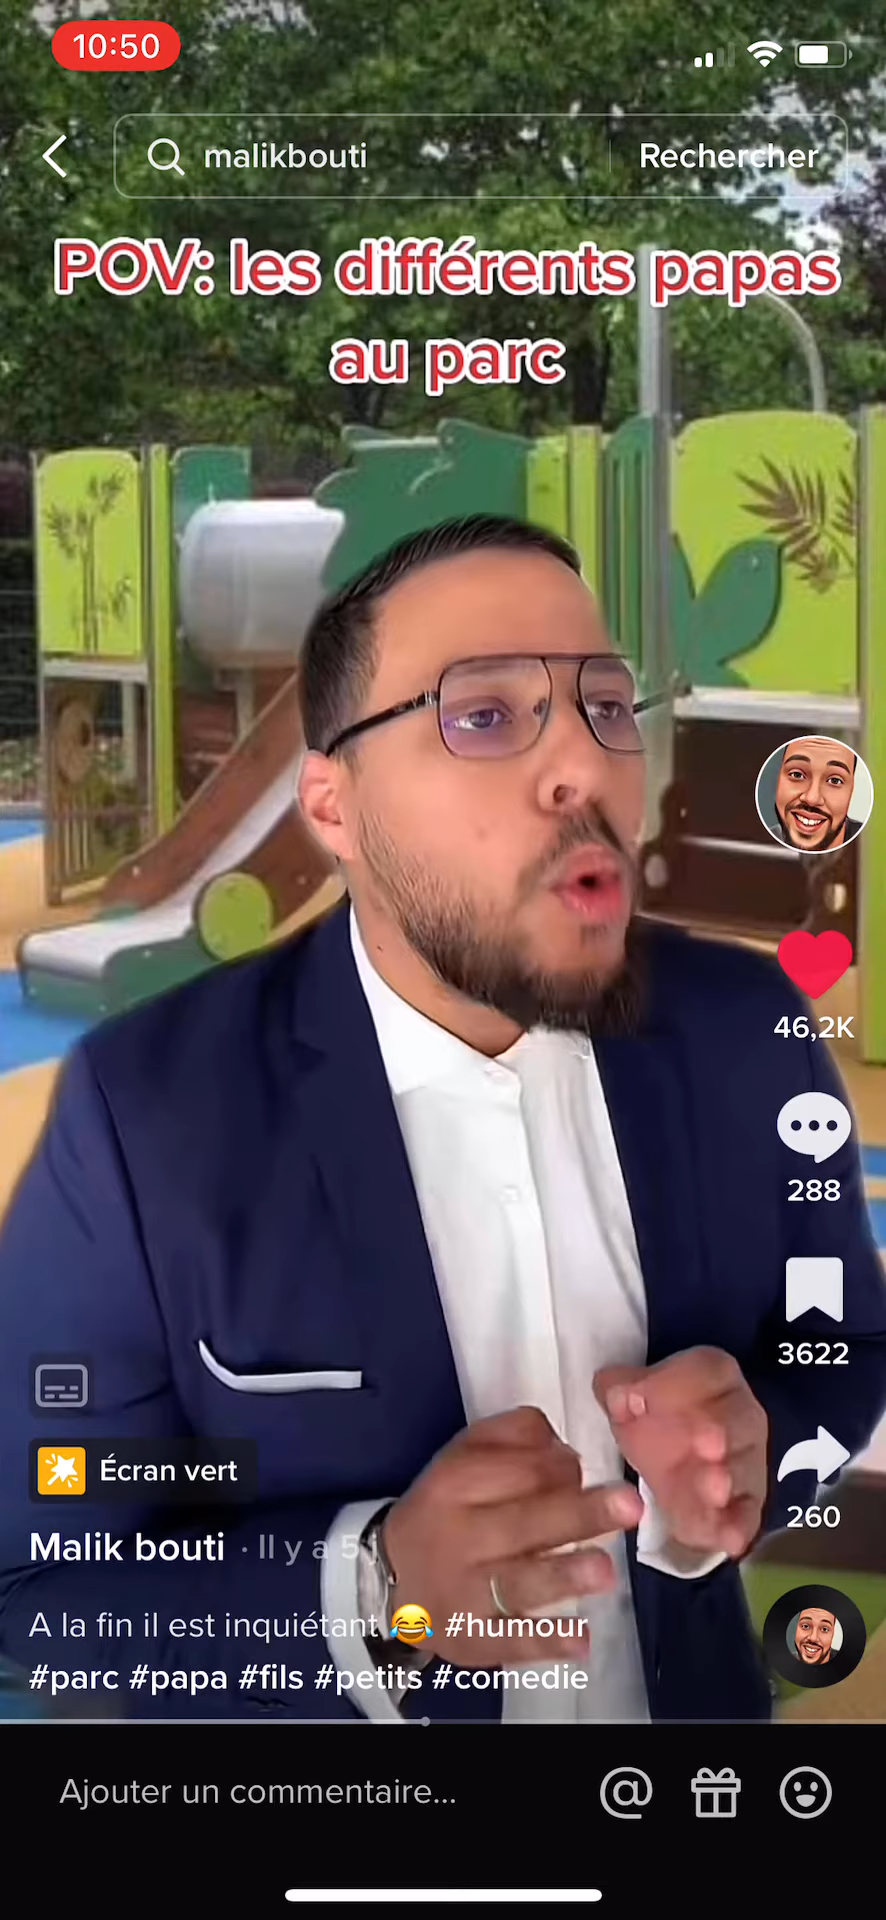 10:50
malikbouti
Rechercher
POV: les différents papas
au parc
46,2K
288
3622
Écran vert
260
Malik bouti · Il y a 5 j
A la fin il est inquiétant 😂 #humour
#parc #papa #fils #petits #comedie
Ajouter un commentaire...